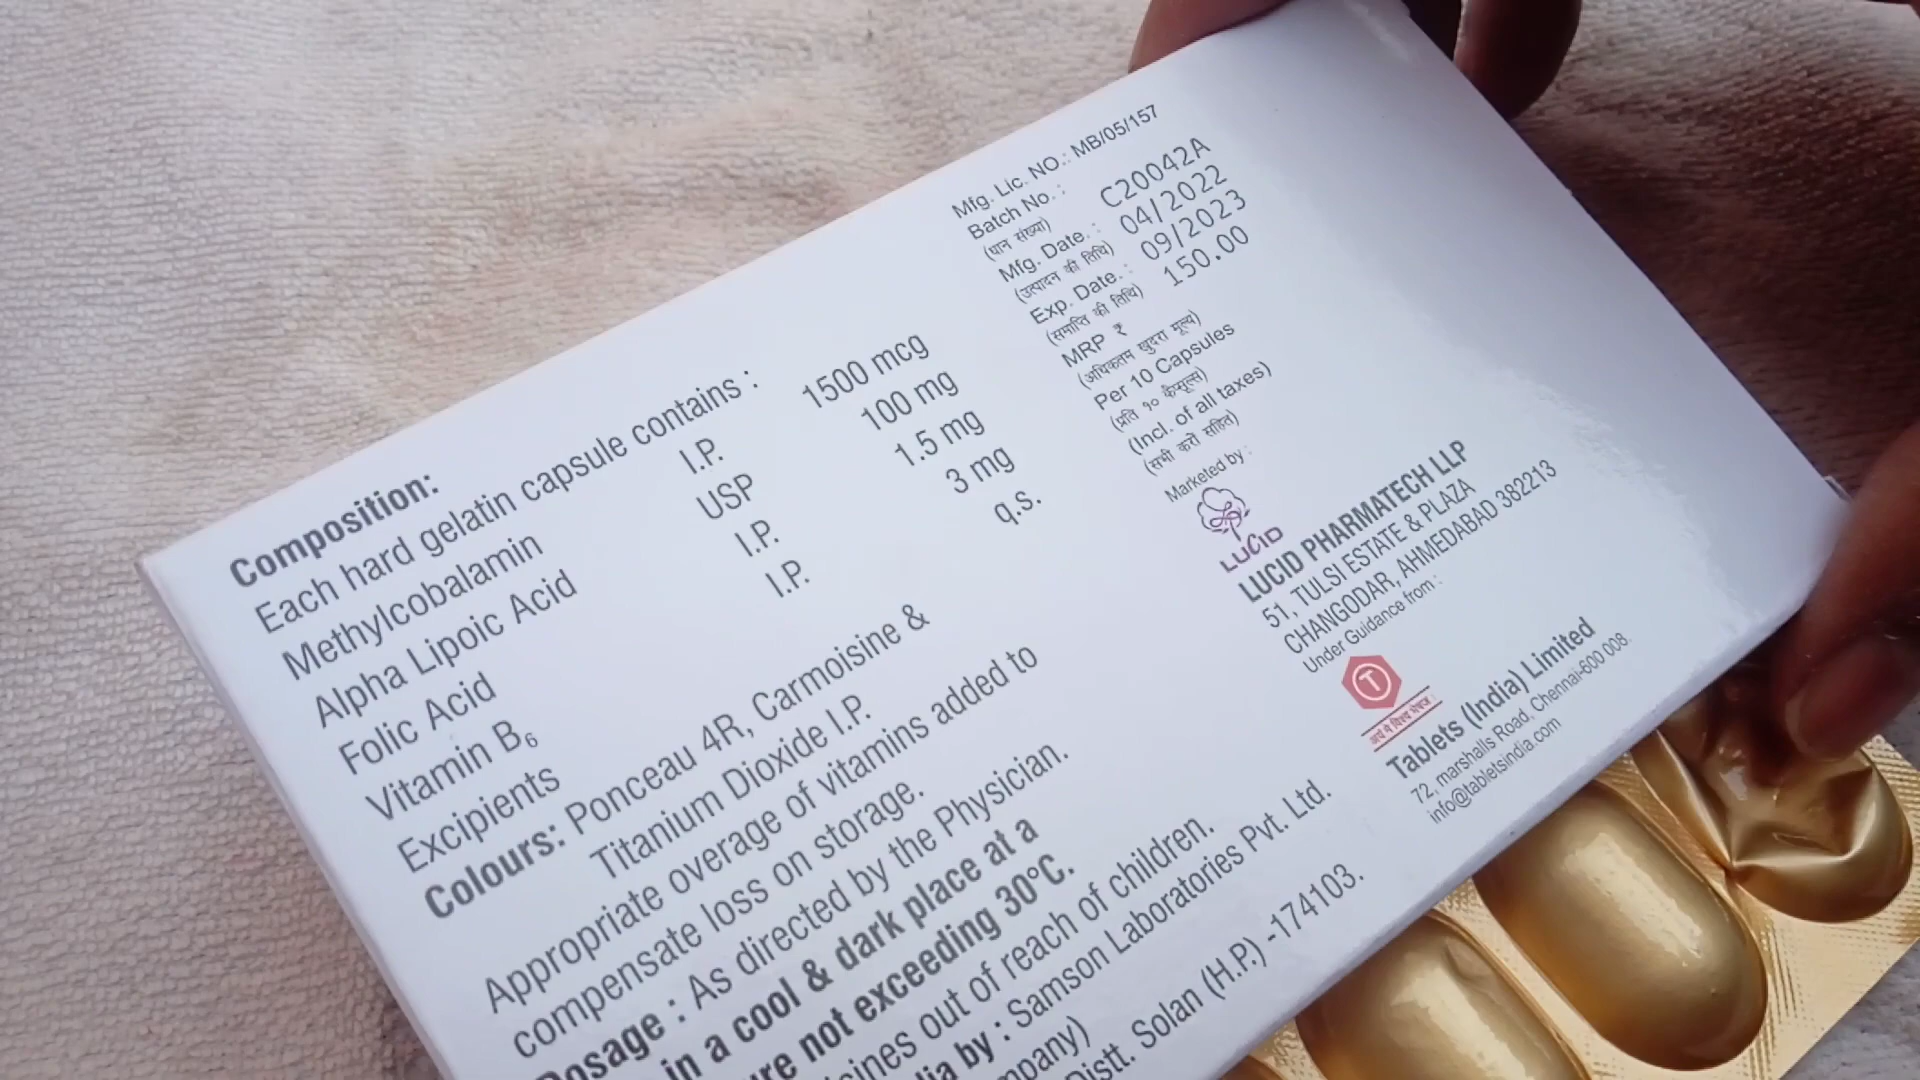 Composition:
Each hard gelatin capsule contains :
Methylcobalamin I.P. 1500 mcg
Alpha Lipoic Acid USP 100 mg
Folic Acid I.P. 1.5 mg
Vitamin B₆ I.P. 3 mg
Excipients q.s.
Colours: Ponceau 4R, Carmoisine &
Titanium Dioxide I.P.
Appropriate overage of vitamins added to
compensate loss on storage.
Dosage : As directed by the Physician.
in a cool & dark place at a
not exceeding 30°C.
out of reach of children.
by : Samson Laboratories Pvt. Ltd.
Distt. Solan (H.P.) -174103.
Mfg. Lic. NO.: MB/05/157
Batch No. : C20042A
(घान संख्या)
Mfg. Date. : 04/2022
(उत्पादन की तिथि)
Exp. Date. : 09/2023
(समाप्ति की तिथि)
MRP ₹ 150.00
(अधिकतम खुदरा मूल्य)
Per 10 Capsules
(प्रति १० कैप्सूल्स)
(Incl. of all taxes)
(सभी करों सहित)
Marketed by :
LUCID
LUCID PHARMATECH LLP
51, TULSI ESTATE & PLAZA
CHANGODAR, AHMEDABAD 382213
Under Guidance from :
T
Tablets (India) Limited
72, marshalls Road, Chennai-600 008.
info@tabletsindia.com